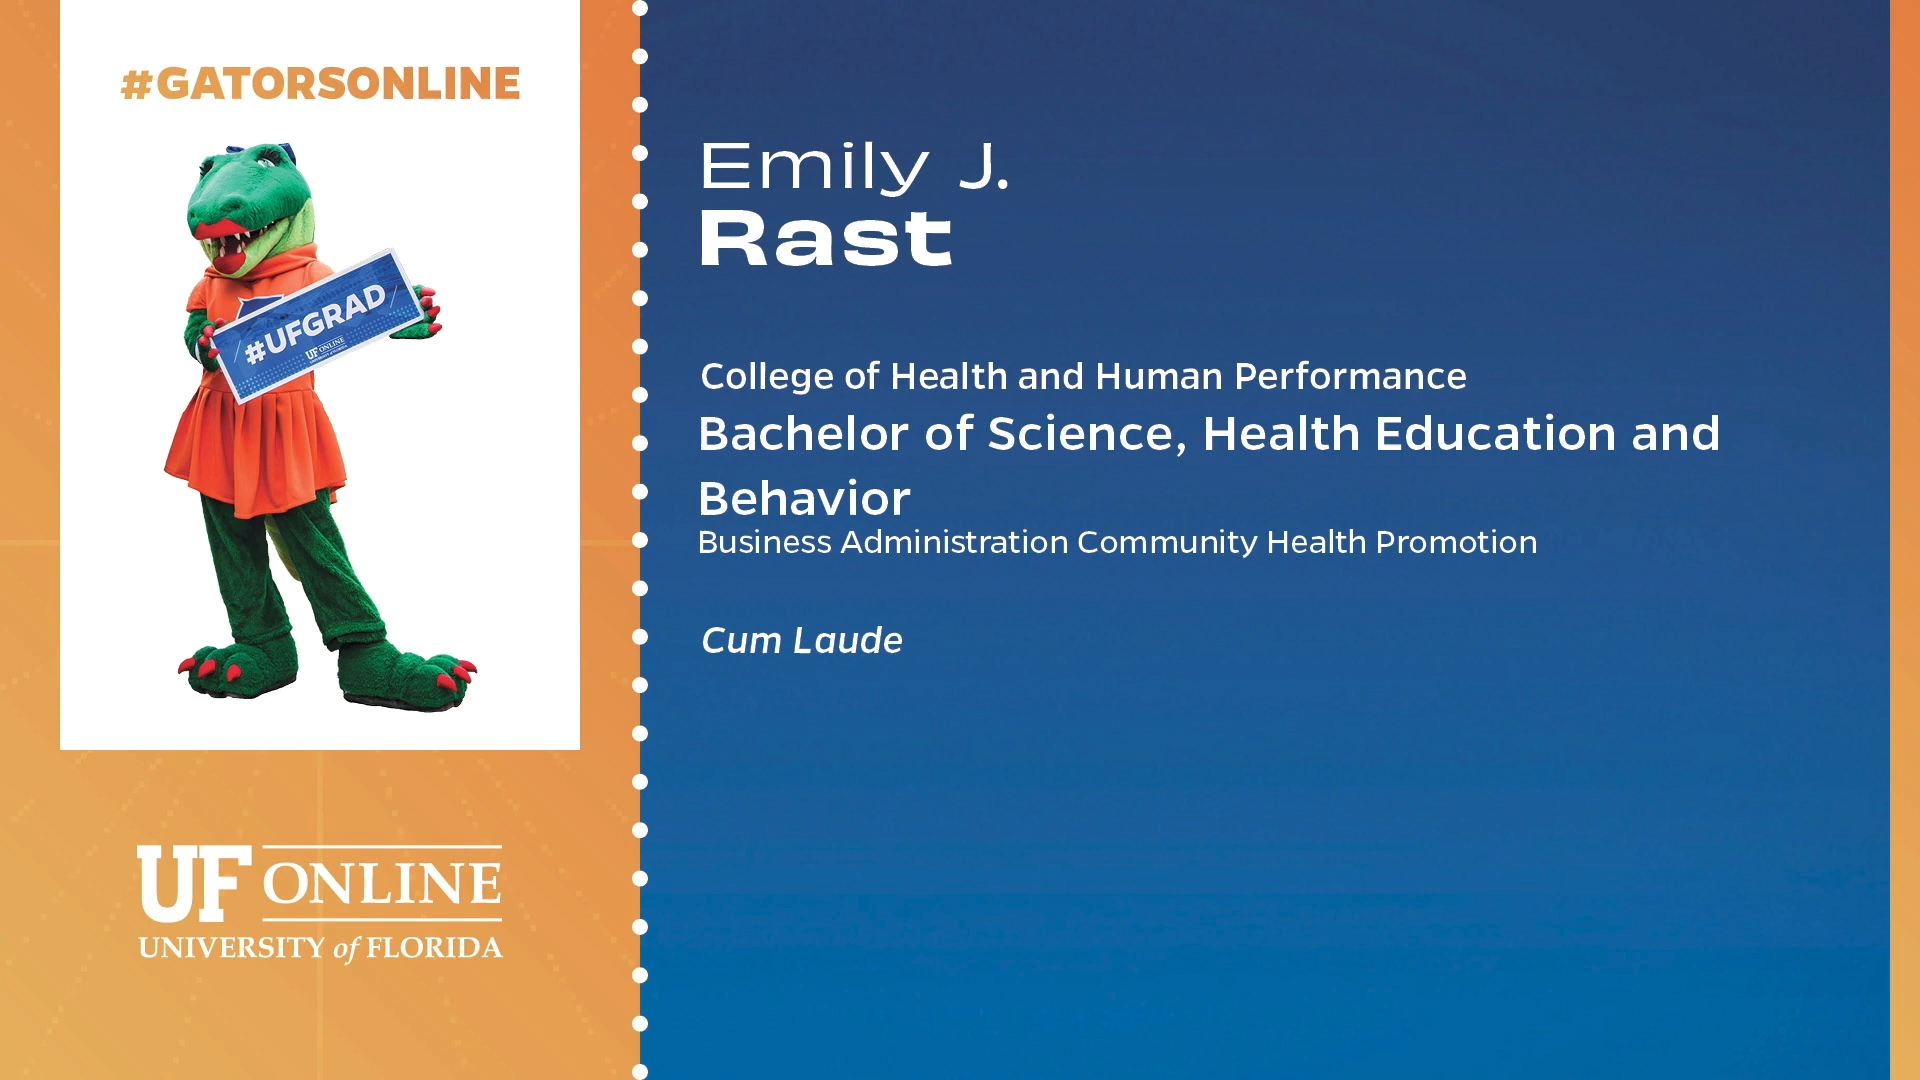 #GATORSONLINE
#UFGRAD
UF ONLINE
UF ONLINE
UNIVERSITY of FLORIDA
Emily J.
Rast
College of Health and Human Performance
Bachelor of Science, Health Education and
Behavior
Business Administration Community Health Promotion
Cum Laude